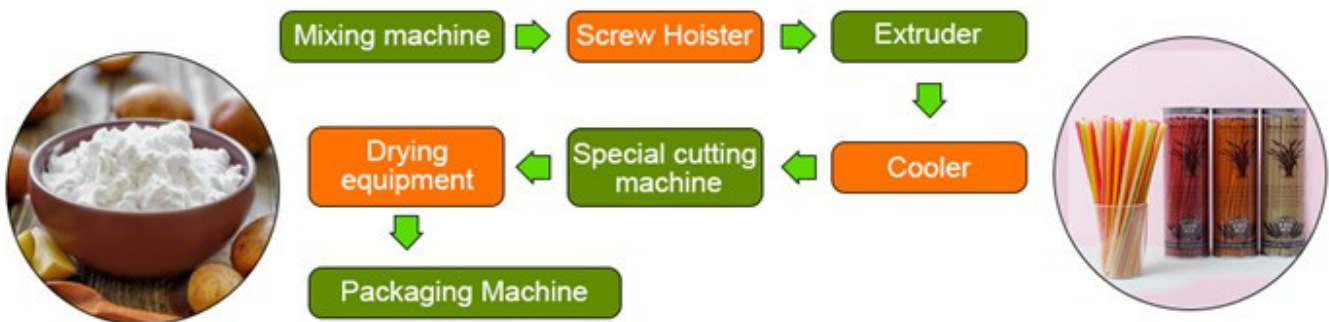 Mixing machine
Screw Hoister
Extruder
Cooler
Special cutting
machine
Drying
equipment
Packaging Machine